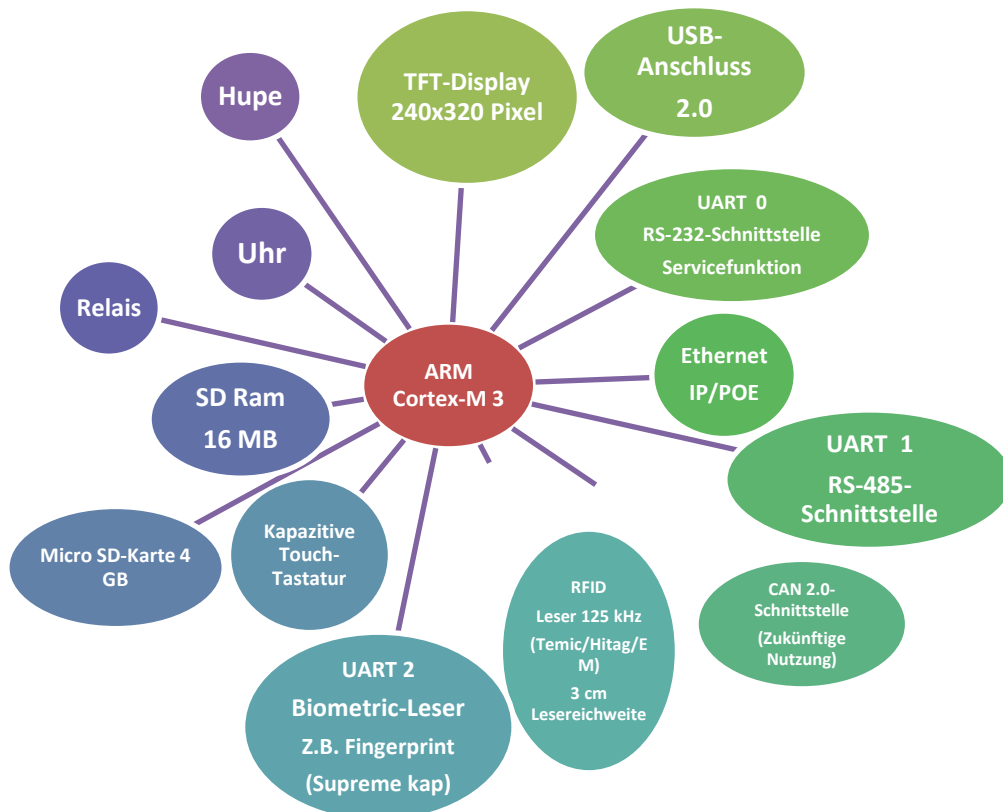 Hupe
TFT-Display
240x320 Pixel
USB-
Anschluss
2.0
UART 0
RS-232-Schnittstelle
Servicefunktion
Uhr
Relais
Ethernet
IP/POE
ARM
Cortex-M 3
SD Ram
16 MB
UART 1
RS-485-
Schnittstelle
Micro SD-Karte 4
GB
Kapazitive
Touch-
Tastatur
RFID
Leser 125 kHz
(Temic/Hitag/E
M)
3 cm
Lesereichweite
CAN 2.0-
Schnittstelle
(Zukünftige
Nutzung)
UART 2
Biometric-Leser
Z.B. Fingerprint
(Supreme kap)